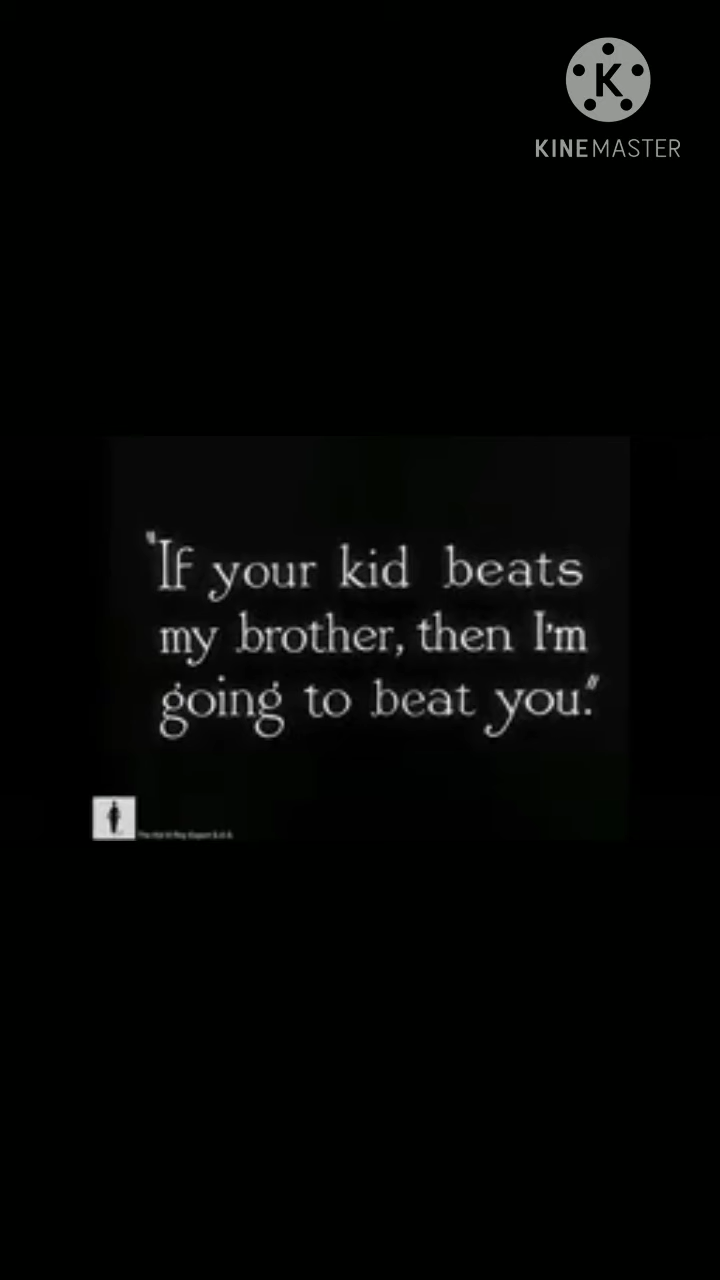 K
KINEMASTER
"If your kid beats
my brother, then I'm
going to beat you."